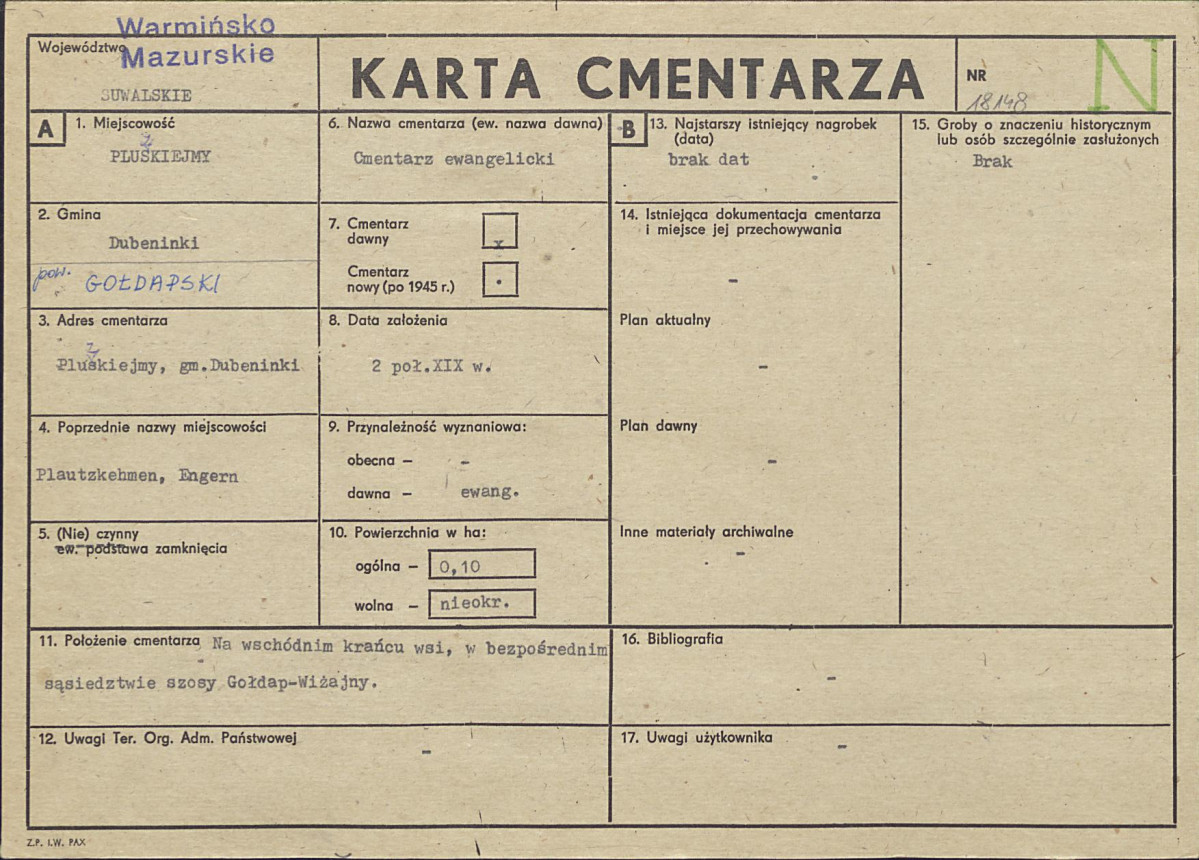 Warmińsko
Województwo
Mazurskie
SUWALSKIE
KARTA CMENTARZA
NR
18148
N
A
1. Miejscowość
Z
PLUSKIEJMY
2. Gmina
Dubeninki
pow. GOŁDAPSKI
3. Adres cmentarza
z
Pluskiejmy, gm.Dubeninki
4. Poprzednie nazwy miejscowości
Plautzkehmen, Engern
5. (Nie) czynny
ew. podstawa zamknięcia
6. Nazwa cmentarza (ew. nazwa dawna)
Cmentarz ewangelicki
7. Cmentarz
dawny
x
Cmentarz
nowy (po 1945 r.)
8. Data założenia
2 poł.XIX w.
9. Przynależność wyznaniowa:
obecna – -
dawna – ewang.
10. Powierzchnia w ha:
ogólna – 0,10
wolna – nieokr.
11. Położenie cmentarza Na wschódnim krańcu wsi, w bezpośrednim
sąsiedztwie szosy Gołdap-Wiżajny.
12. Uwagi Ter. Org. Adm. Państwowej
-
B
13. Najstarszy istniejący nagrobek
(data)
brak dat
14. Istniejąca dokumentacja cmentarza
i miejsce jej przechowywania
-
Plan aktualny
-
Plan dawny
-
Inne materiały archiwalne
-
15. Groby o znaczeniu historycznym
lub osób szczególnie zasłużonych
Brak
16. Bibliografia
-
17. Uwagi użytkownika
-
Z.P. I.W. PAX